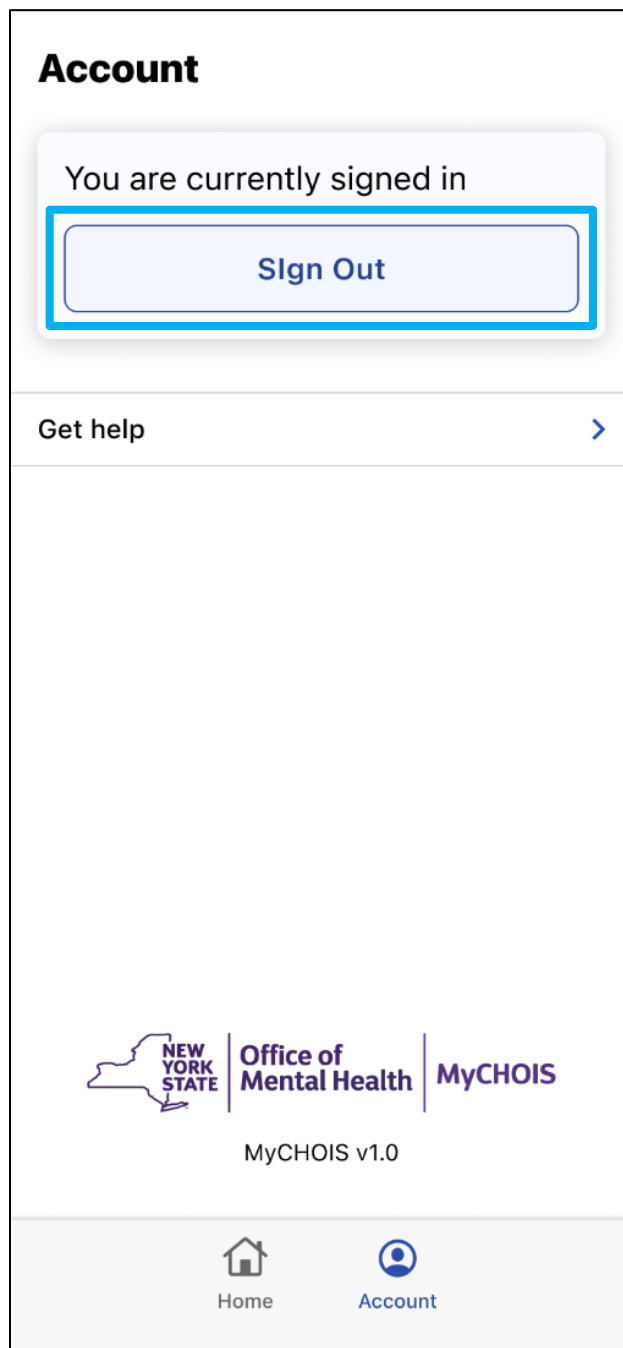 Account
You are currently signed in
SIgn Out
Get help
NEW
YORK
STATE
Office of
Mental Health
MyCHOIS
MyCHOIS v1.0
Home
Account